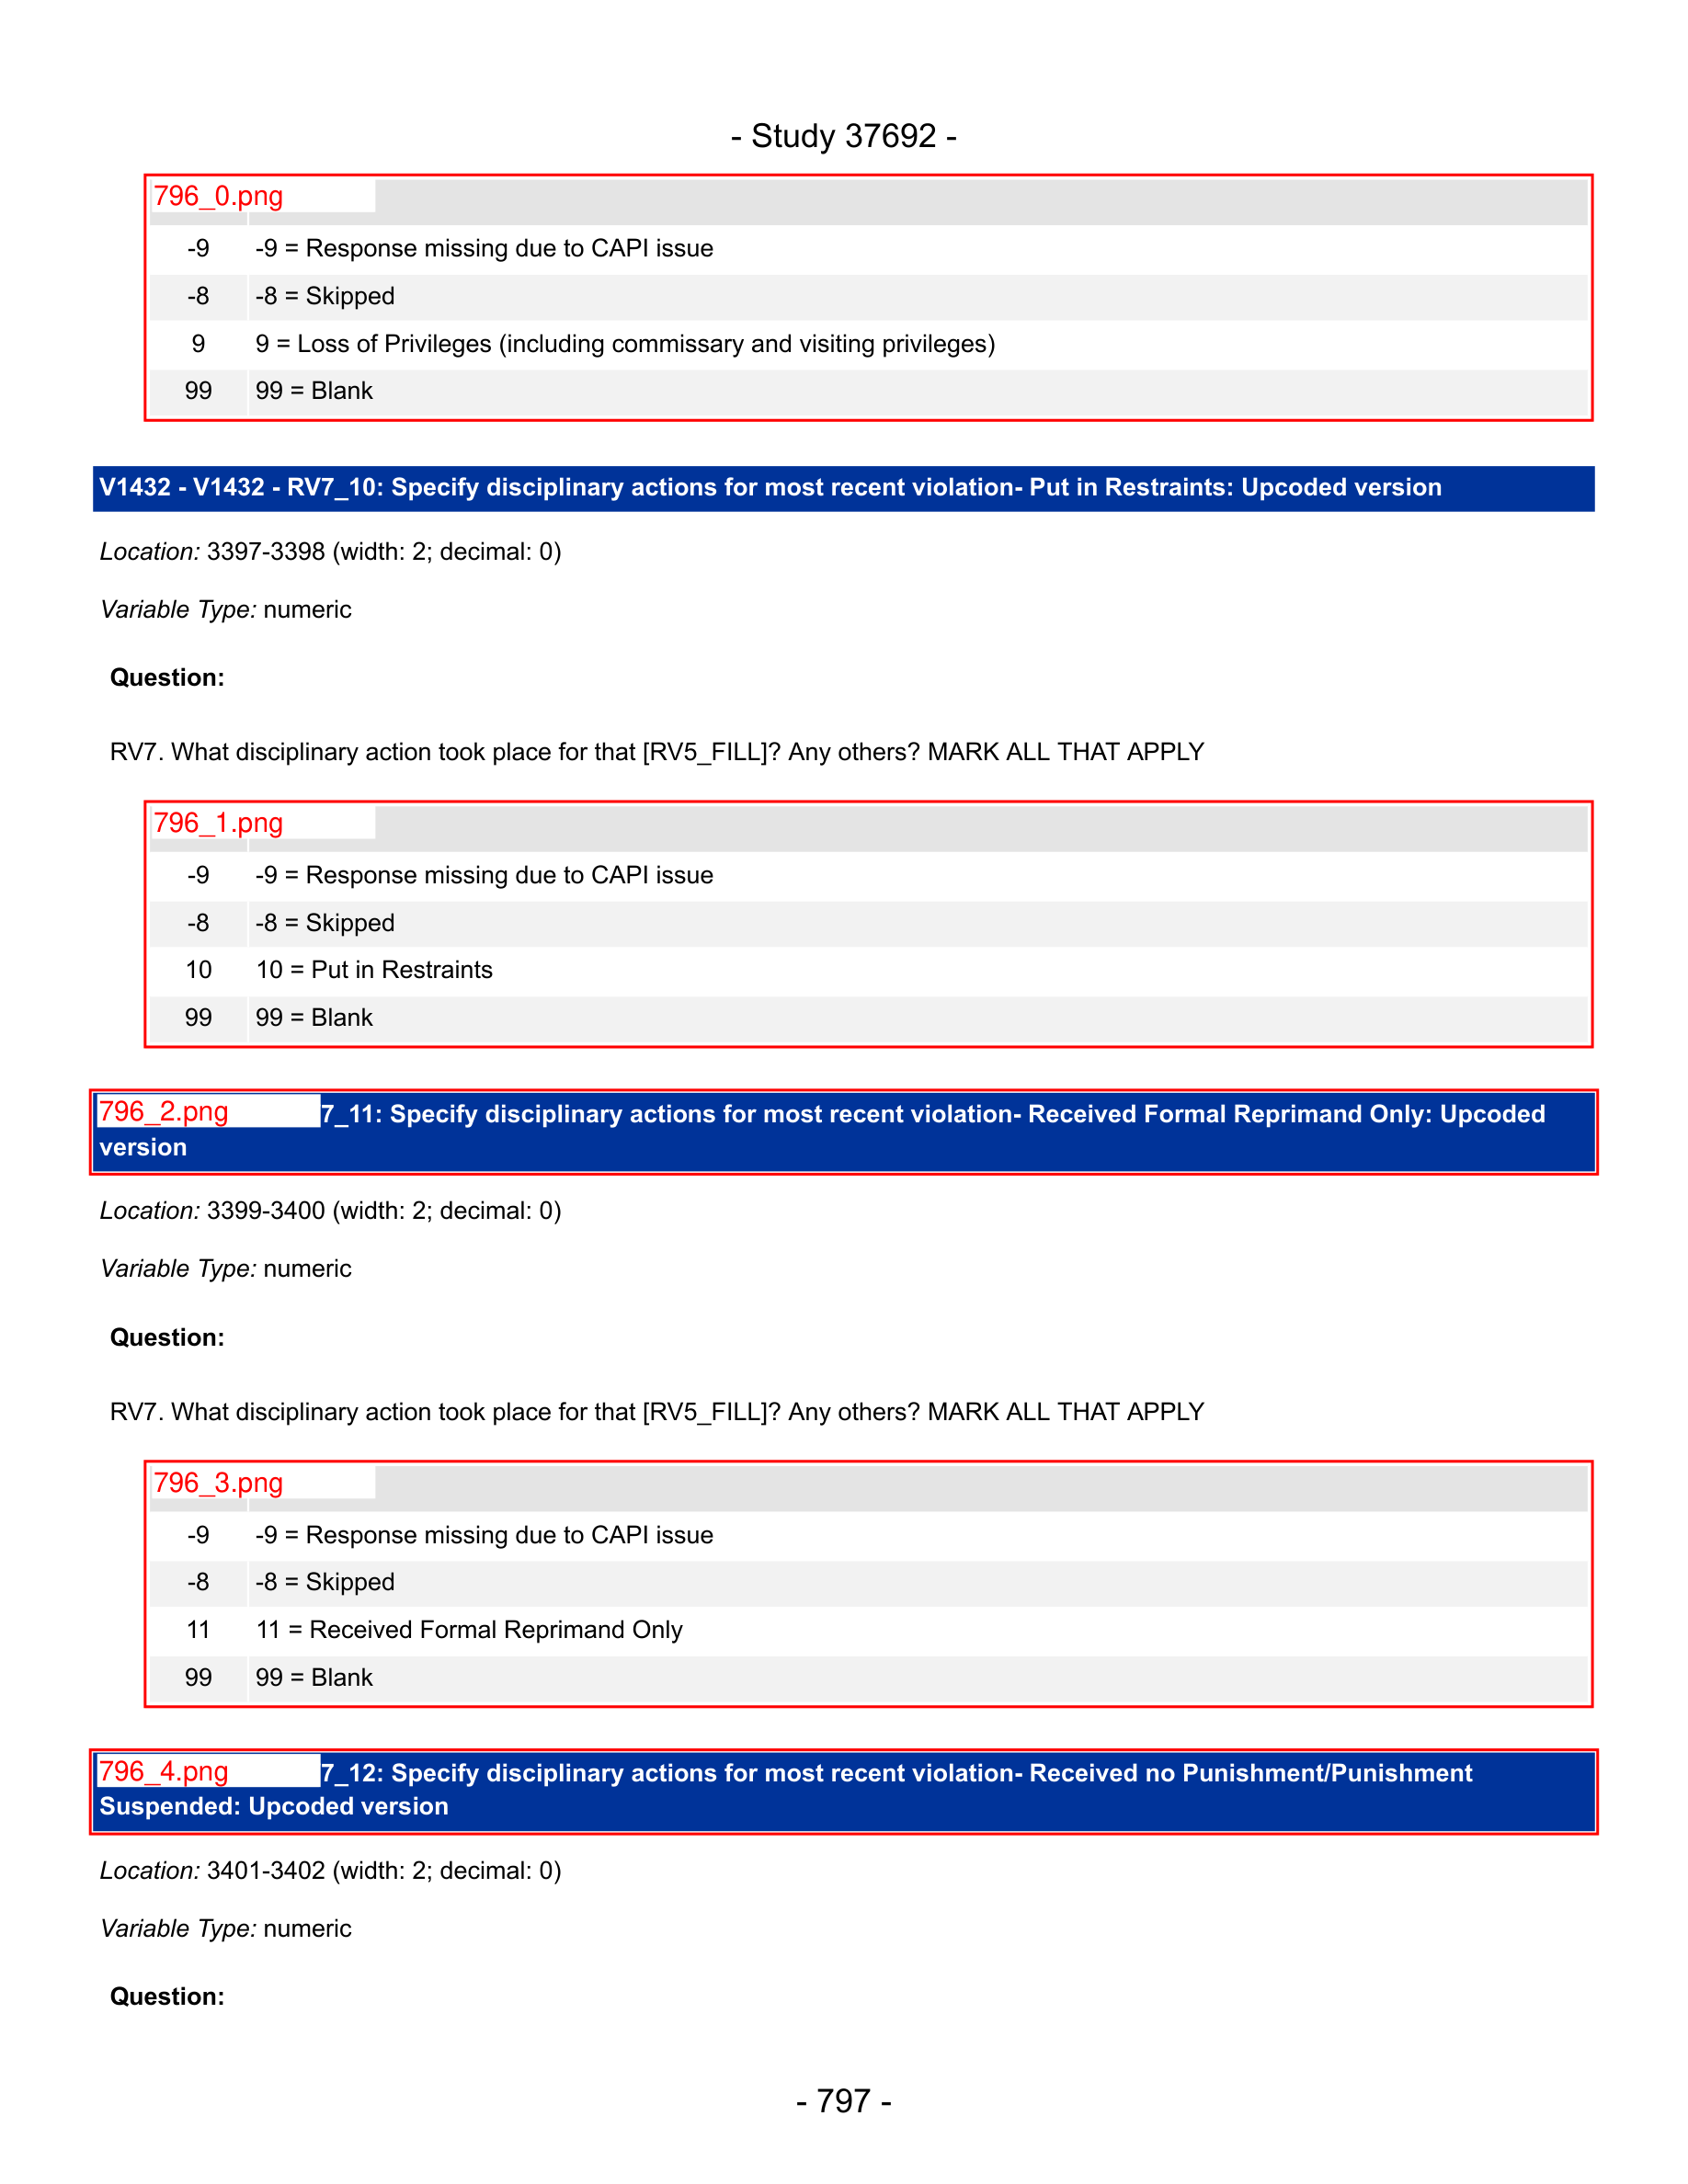 - Study 37692 -
796_0.png
-9 -9 = Response missing due to CAPI issue
-8 -8 = Skipped
9 9 = Loss of Privileges (including commissary and visiting privileges)
99 99 = Blank
V1432 - V1432 - RV7_10: Specify disciplinary actions for most recent violation- Put in Restraints: Upcoded version
Location: 3397-3398 (width: 2; decimal: 0)
Variable Type: numeric
Question:
RV7. What disciplinary action took place for that [RV5_FILL]? Any others? MARK ALL THAT APPLY
796_1.png
-9 -9 = Response missing due to CAPI issue
-8 -8 = Skipped
10 10 = Put in Restraints
99 99 = Blank
796_2.png 7_11: Specify disciplinary actions for most recent violation- Received Formal Reprimand Only: Upcoded
version
Location: 3399-3400 (width: 2; decimal: 0)
Variable Type: numeric
Question:
RV7. What disciplinary action took place for that [RV5_FILL]? Any others? MARK ALL THAT APPLY
796_3.png
-9 -9 = Response missing due to CAPI issue
-8 -8 = Skipped
11 11 = Received Formal Reprimand Only
99 99 = Blank
796_4.png 7_12: Specify disciplinary actions for most recent violation- Received no Punishment/Punishment
Suspended: Upcoded version
Location: 3401-3402 (width: 2; decimal: 0)
Variable Type: numeric
Question:
- 797 -